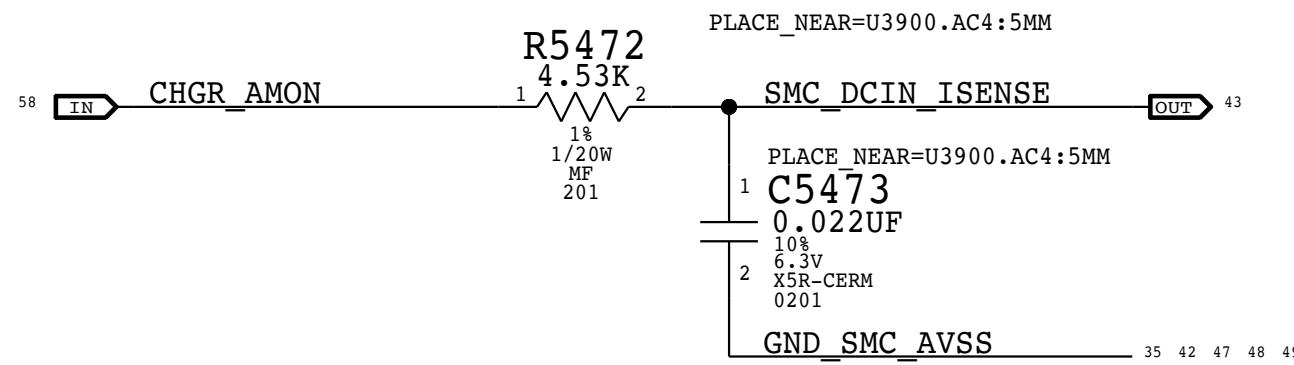 PLACE_NEAR=U3900.AC4:5MM
R5472
4.53K
58 IN CHGR_AMON 1 2 SMC_DCIN_ISENSE OUT 43
1%
1/20W
MF
201
PLACE_NEAR=U3900.AC4:5MM
1 C5473
0.022UF
10%
6.3V
2 X5R-CERM
0201
GND_SMC_AVSS 35 42 47 48 49